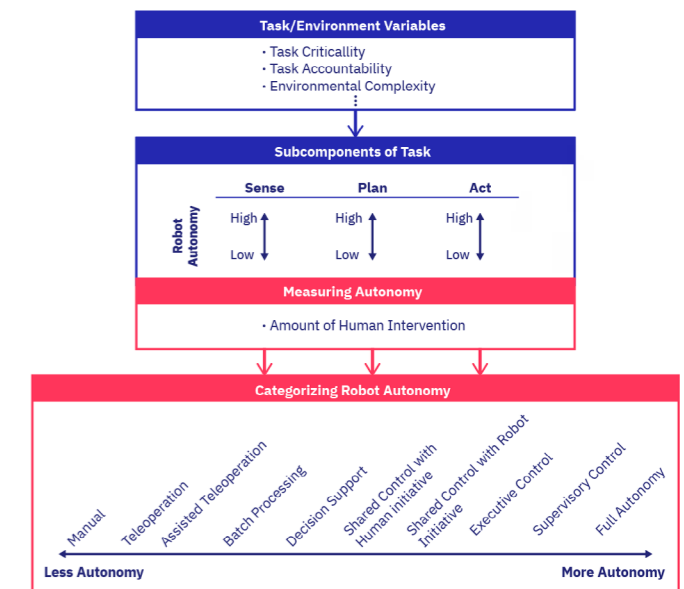 Task/Environment Variables
· Task Criticallity
· Task Accountability
· Environmental Complexity
Subcomponents of Task
Sense Plan Act
Robot
Autonomy
High High High
Low Low Low
Measuring Autonomy
· Amount of Human Intervention
Categorizing Robot Autonomy
Manual
Teleoperation
Assisted Teleoperation
Batch Processing
Decision Support
Shared Control with
Human initiative
Shared Control with Robot
Initiative
Executive Control
Supervisory Control
Full Autonomy
Less Autonomy More Autonomy